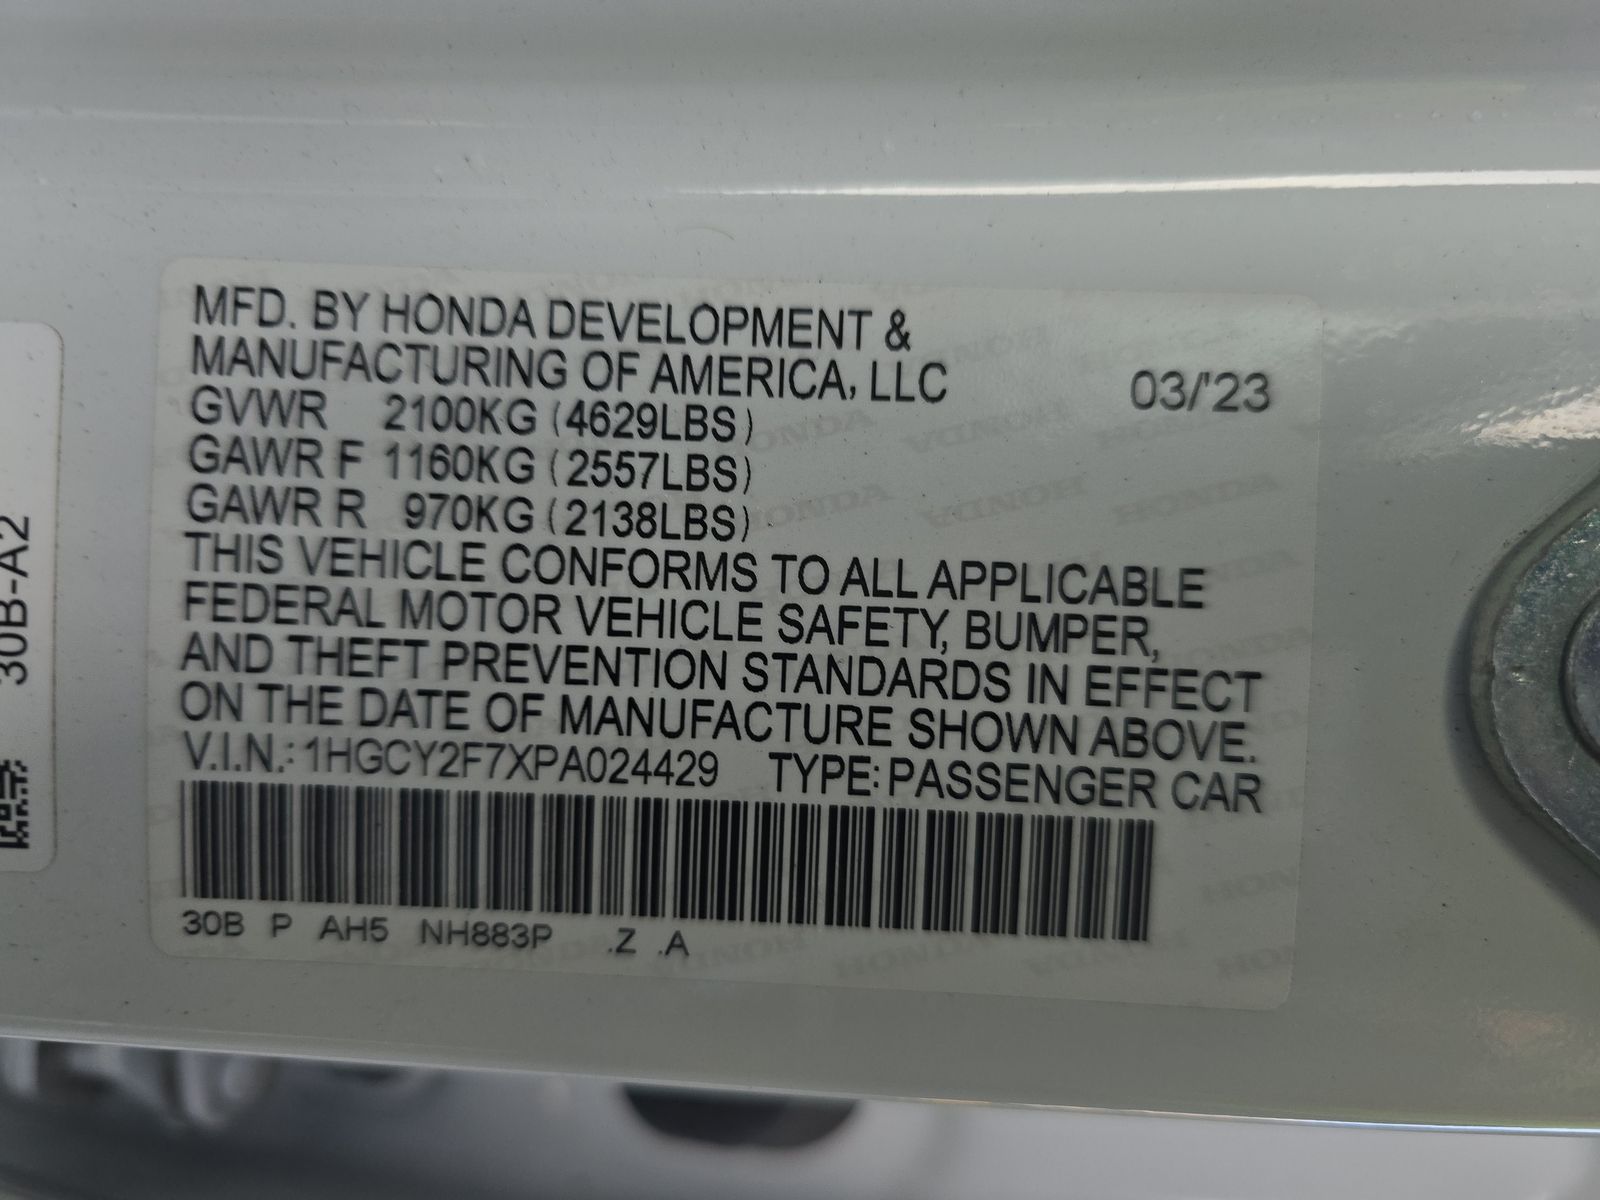 MFD. BY HONDA DEVELOPMENT &
MANUFACTURING OF AMERICA, LLC 03/'23
GVWR 2100KG (4629LBS)
GAWR F 1160KG (2557LBS)
GAWR R 970KG (2138LBS)
THIS VEHICLE CONFORMS TO ALL APPLICABLE
FEDERAL MOTOR VEHICLE SAFETY, BUMPER,
AND THEFT PREVENTION STANDARDS IN EFFECT
ON THE DATE OF MANUFACTURE SHOWN ABOVE.
V.I.N.: 1HGCY2F7XPA024429 TYPE: PASSENGER CAR
30B P AH5 NH883P .Z .A
30B-A2